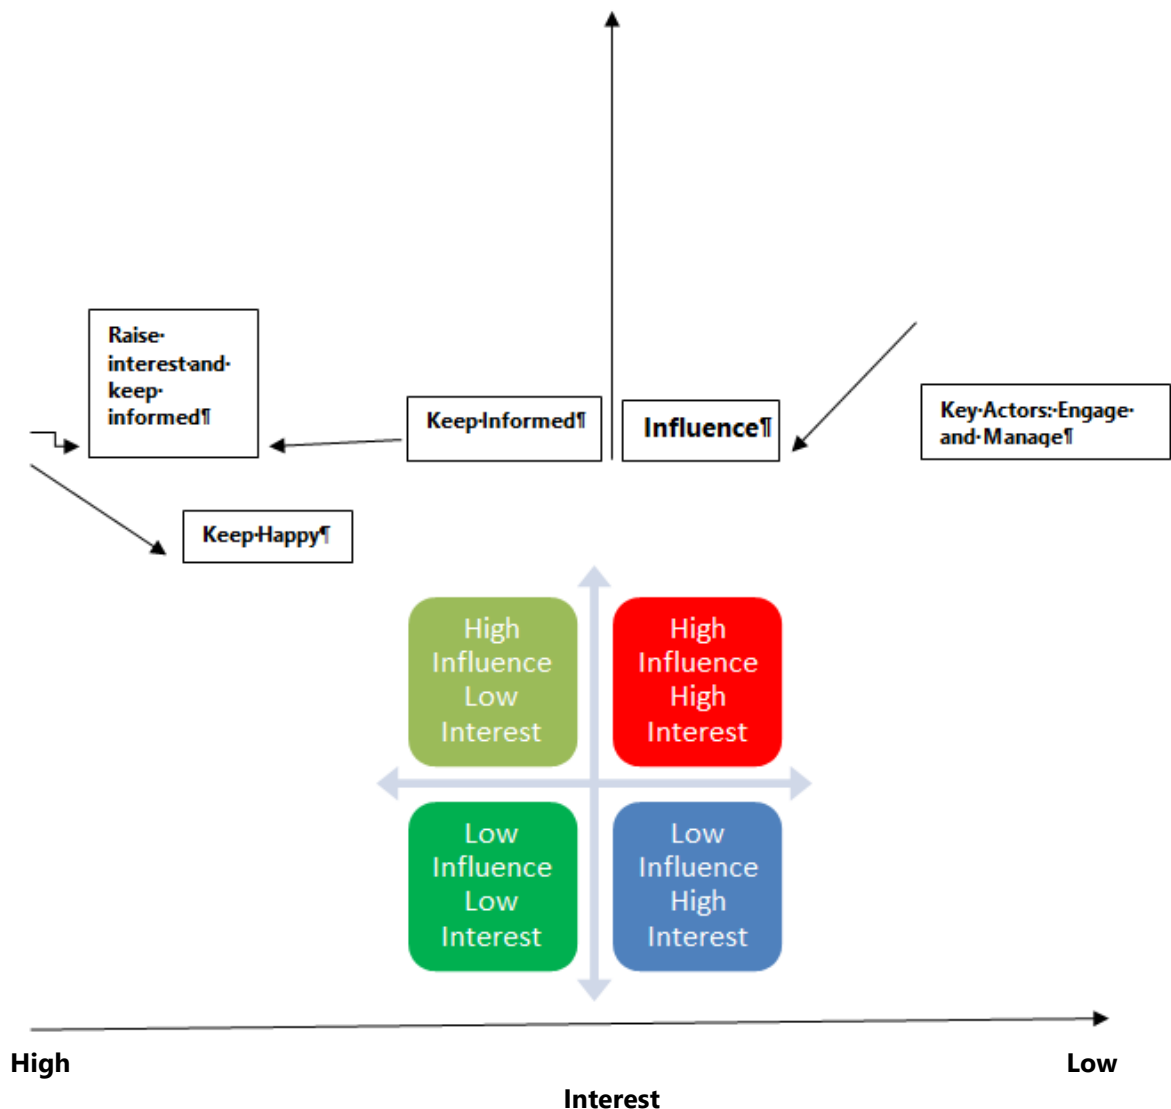 Raise·
interest·and·
keep·
informed¶
Keep·Informed¶
Influence¶
Key·Actors:·Engage·
and·Manage¶
Keep·Happy¶
High
Influence
Low
Interest
High
Influence
High
Interest
Low
Influence
Low
Interest
Low
Influence
High
Interest
High
Low
Interest